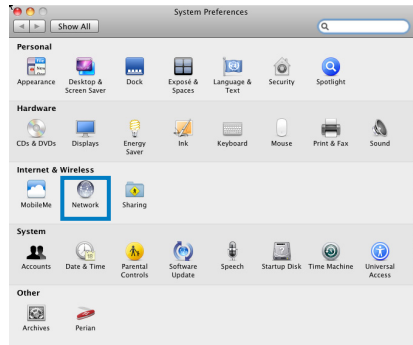 System Preferences
Show All
Personal
Appearance
Desktop &
Screen Saver
Dock
Exposé &
Spaces
Language &
Text
Security
Spotlight
Hardware
CDs & DVDs
Displays
Energy
Saver
Ink
Keyboard
Mouse
Print & Fax
Sound
Internet & Wireless
MobileMe
Network
Sharing
System
Accounts
Date & Time
Parental
Controls
Software
Update
Speech
Startup Disk
Time Machine
Universal
Access
Other
Archives
Perian